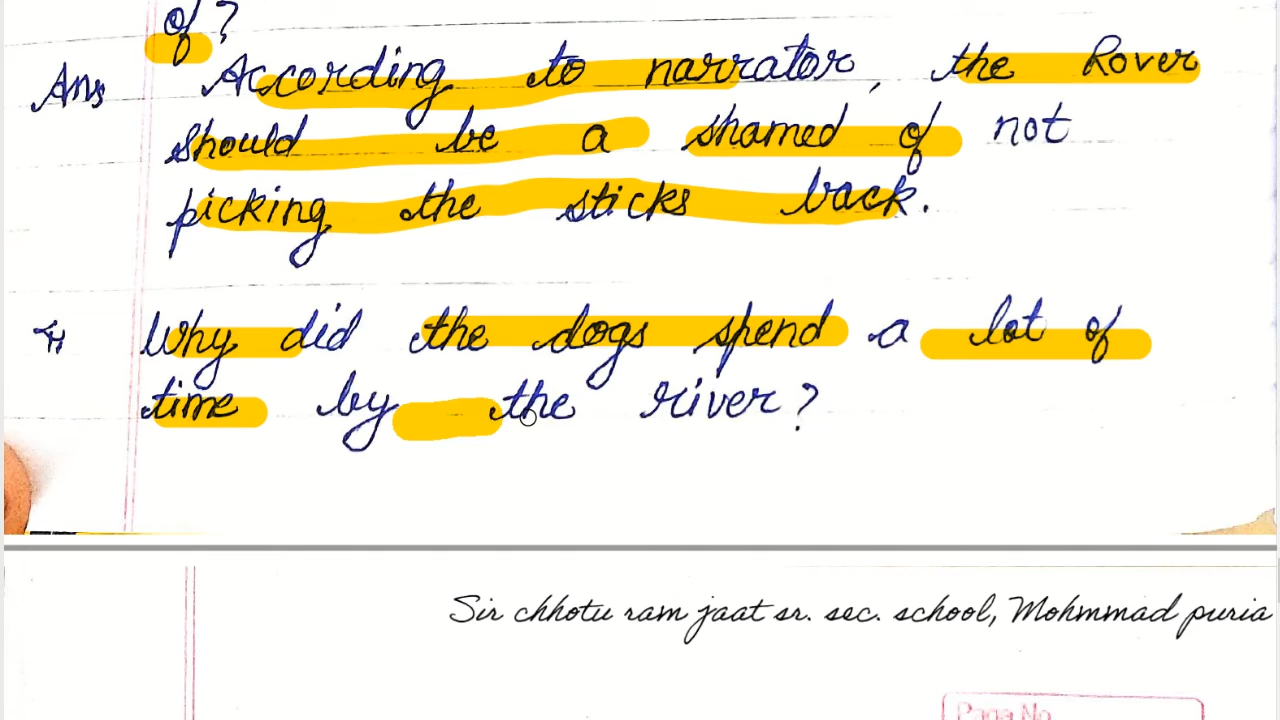 of?
Ans According to narrator, the Rover
should be a shamed of not
picking the sticks back.
Why did the dogs spend a lot of
time by the river?
Sir chhotu ram jaat sr. sec. school, Mohmmad puria
Page No